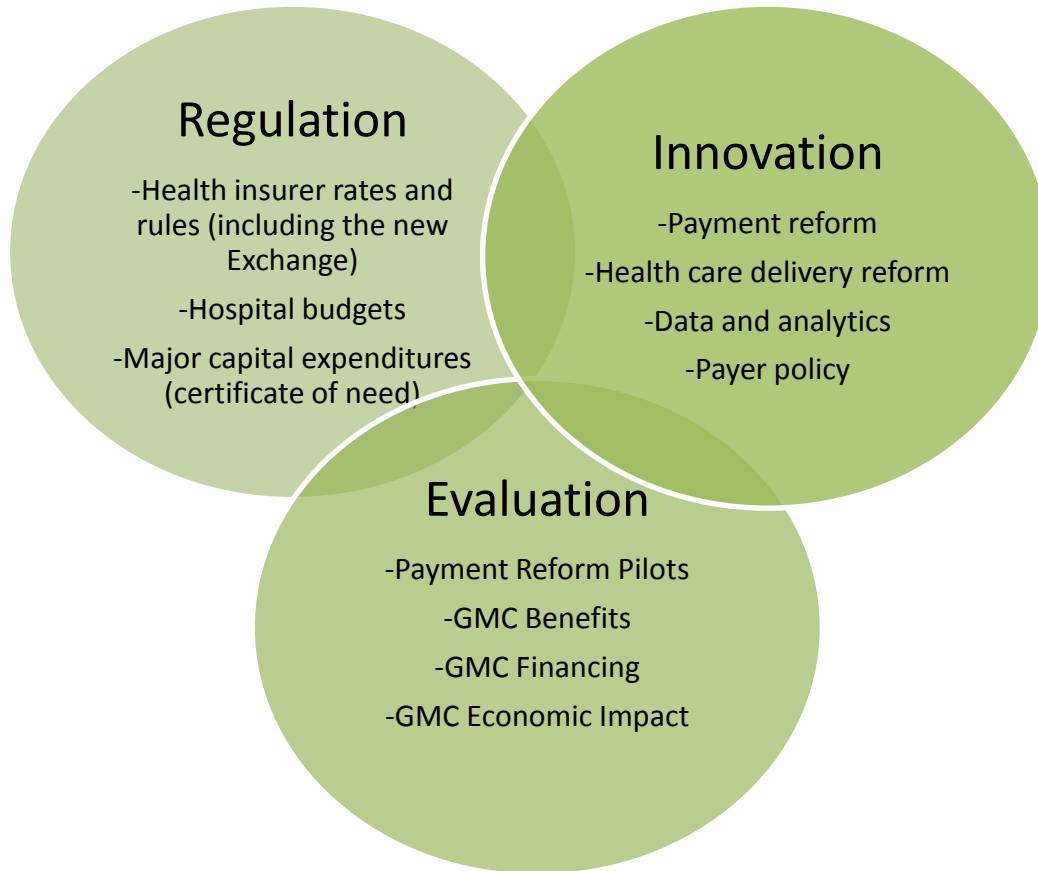 Regulation
-Health insurer rates and
rules (including the new
Exchange)
-Hospital budgets
-Major capital expenditures
(certificate of need)
Innovation
-Payment reform
-Health care delivery reform
-Data and analytics
-Payer policy
Evaluation
-Payment Reform Pilots
-GMC Benefits
-GMC Financing
-GMC Economic Impact